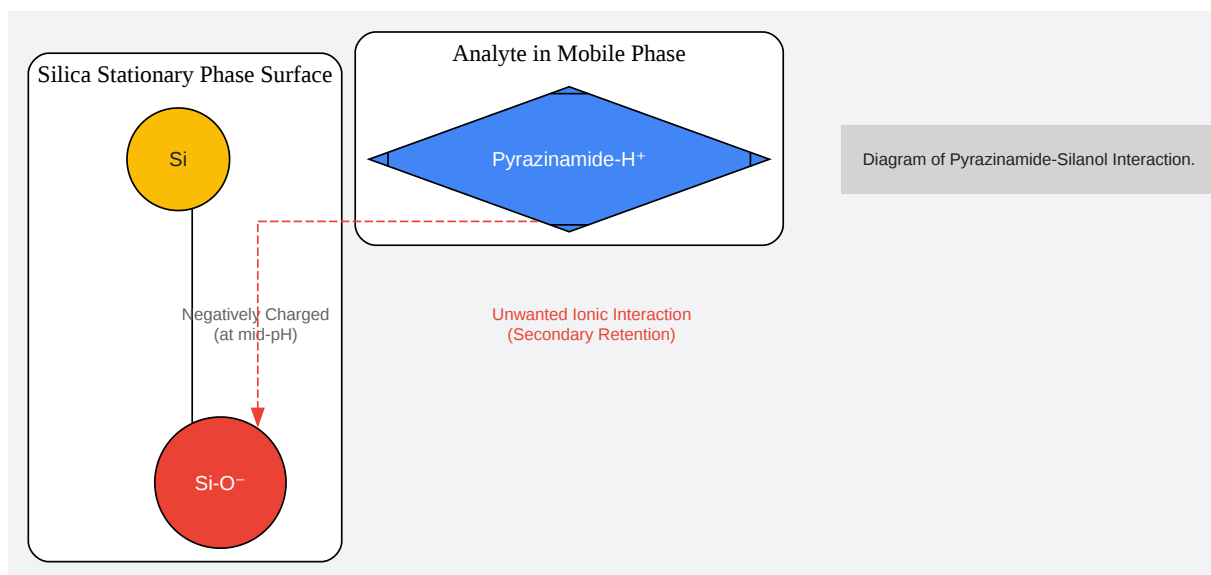 Silica Stationary Phase Surface
Si
Negatively Charged
(at mid-pH)
Si-O⁻
Analyte in Mobile Phase
Pyrazinamide-H⁺
Unwanted Ionic Interaction
(Secondary Retention)
Diagram of Pyrazinamide-Silanol Interaction.